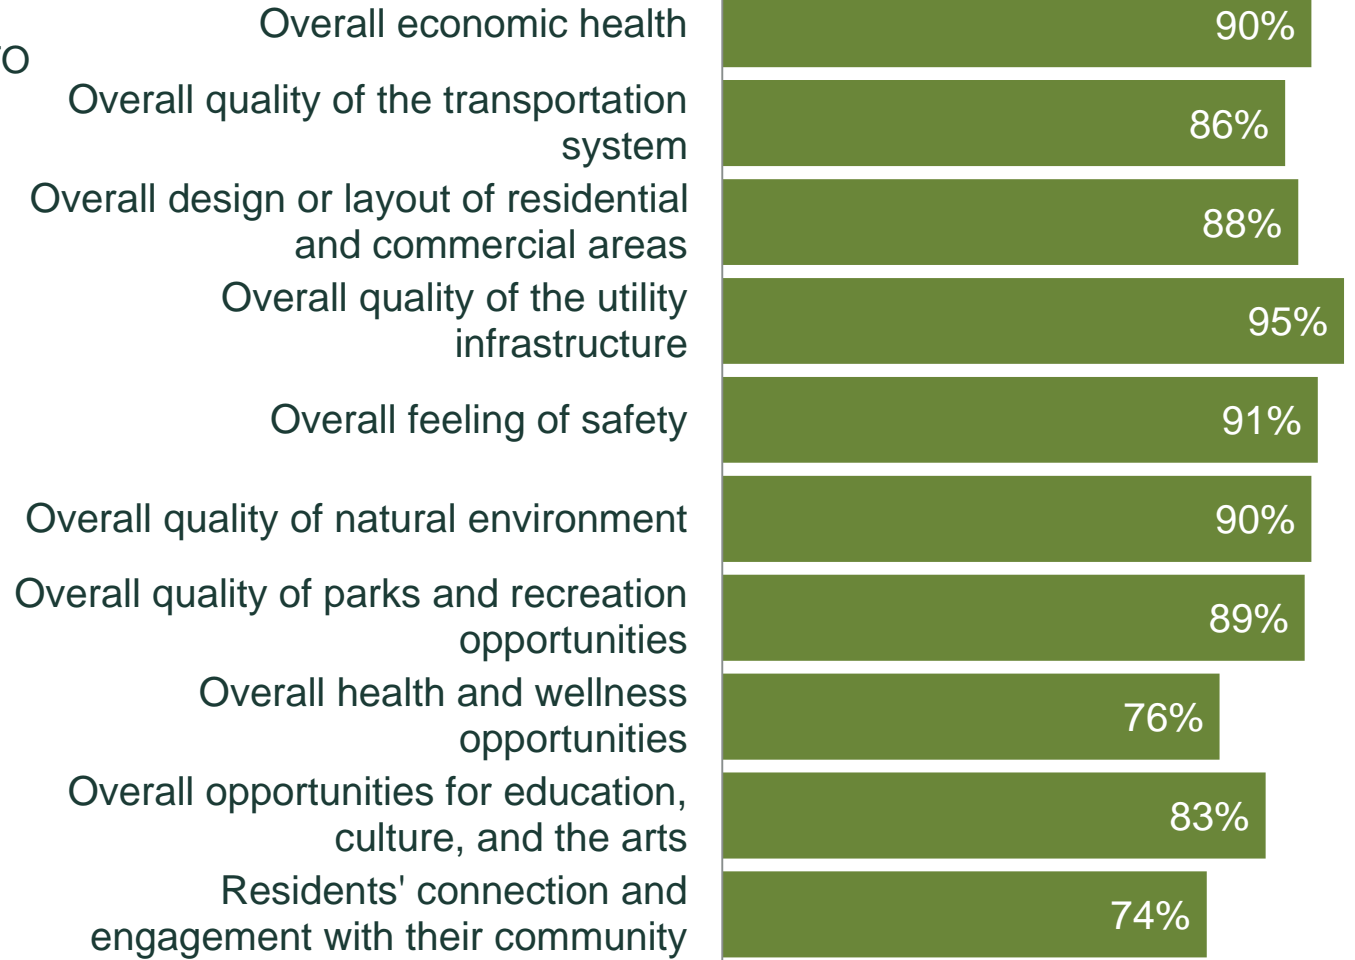 Overall economic health
90%
Overall quality of the transportation
system
86%
Overall design or layout of residential
and commercial areas
88%
Overall quality of the utility
infrastructure
95%
Overall feeling of safety
91%
Overall quality of natural environment
90%
Overall quality of parks and recreation
opportunities
89%
Overall health and wellness
opportunities
76%
Overall opportunities for education,
culture, and the arts
83%
Residents' connection and
engagement with their community
74%